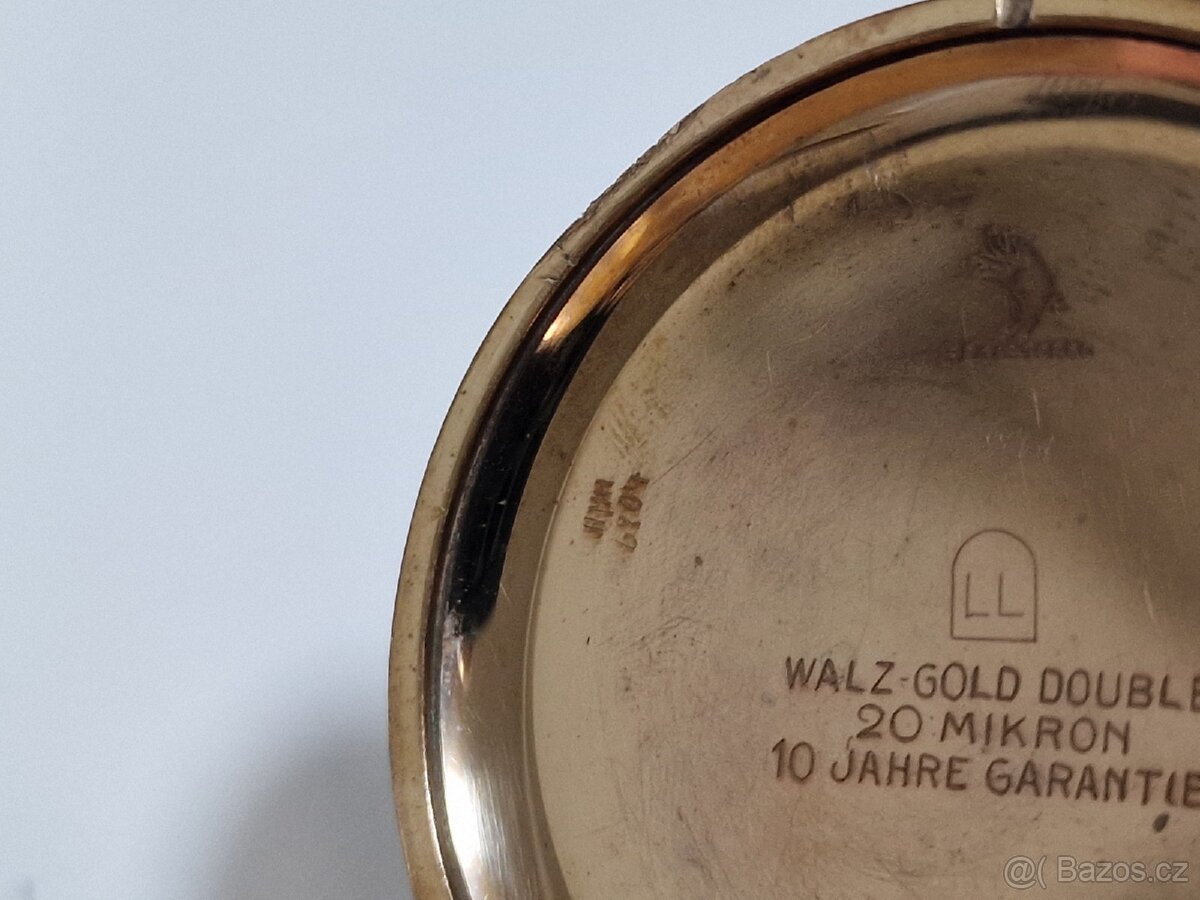 LL
WALZ-GOLD DOUBLE
20 MIKRON
10 JAHRE GARANTIE
@( Bazos.cz